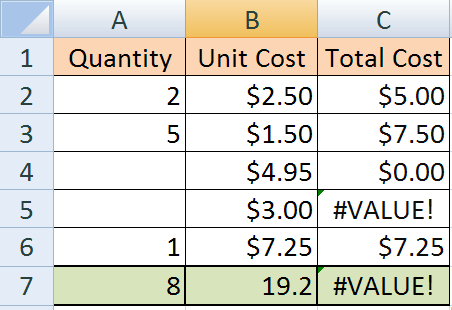 A B C
1 Quantity Unit Cost Total Cost
2 2 $2.50 $5.00
3 5 $1.50 $7.50
4 $4.95 $0.00
5 $3.00 #VALUE!
6 1 $7.25 $7.25
7 8 19.2 #VALUE!